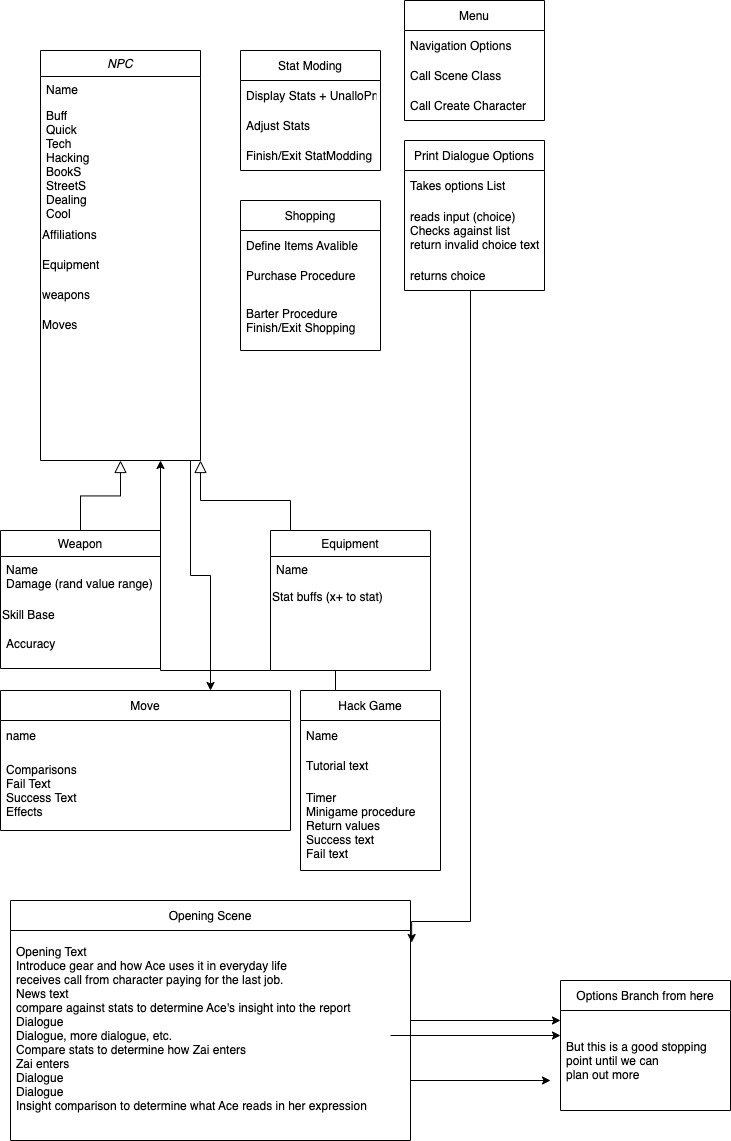 Menu
Navigation Options
Call Scene Class
Call Create Character
NPC
Name
Buff
Quick
Tech
Hacking
BookS
StreetS
Dealing
Cool
Affiliations
Equipment
weapons
Moves
Stat Moding
Display Stats + UnalloPr
Adjust Stats
Finish/Exit StatModding
Print Dialogue Options
Takes options List
reads input (choice)
Checks against list
return invalid choice text
returns choice
Shopping
Define Items Avalible
Purchase Procedure
Barter Procedure
Finish/Exit Shopping
Weapon
Name
Damage (rand value range)
Skill Base
Accuracy
Equipment
Name
Stat buffs (x+ to stat)
Move
name
Comparisons
Fail Text
Success Text
Effects
Hack Game
Name
Tutorial text
Timer
Minigame procedure
Return values
Success text
Fail text
Opening Scene
Opening Text
Introduce gear and how Ace uses it in everyday life
receives call from character paying for the last job.
News text
compare against stats to determine Ace's insight into the report
Dialogue
Dialogue, more dialogue, etc.
Compare stats to determine how Zai enters
Zai enters
Dialogue
Dialogue
Insight comparison to determine what Ace reads in her expression
Options Branch from here
But this is a good stopping
point until we can
plan out more